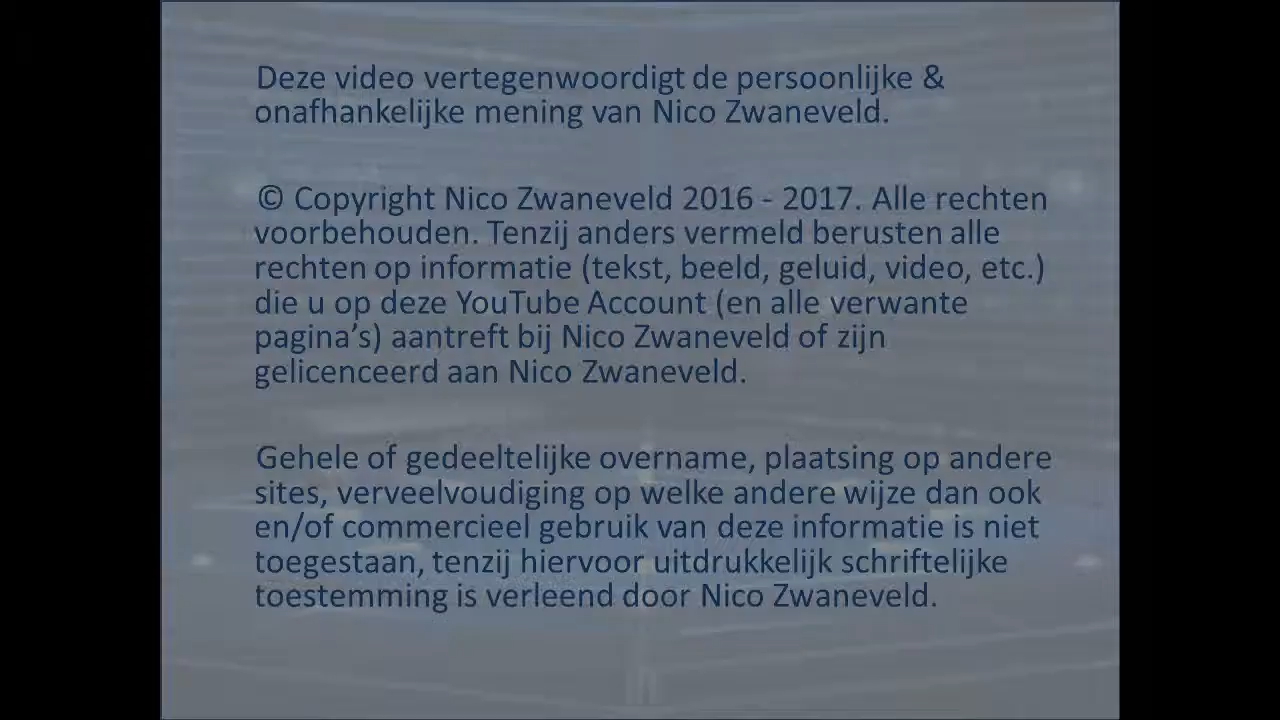 Deze video vertegenwoordigt de persoonlijke &
onafhankelijke mening van Nico Zwaneveld.
© Copyright Nico Zwaneveld 2016 - 2017. Alle rechten
voorbehouden. Tenzij anders vermeld berusten alle
rechten op informatie (tekst, beeld, geluid, video, etc.)
die u op deze YouTube Account (en alle verwante
pagina’s) aantreft bij Nico Zwaneveld of zijn
gelicenceerd aan Nico Zwaneveld.
Gehele of gedeeltelijke overname, plaatsing op andere
sites, verveelvoudiging op welke andere wijze dan ook
en/of commercieel gebruik van deze informatie is niet
toegestaan, tenzij hiervoor uitdrukkelijk schriftelijke
toestemming is verleend door Nico Zwaneveld.